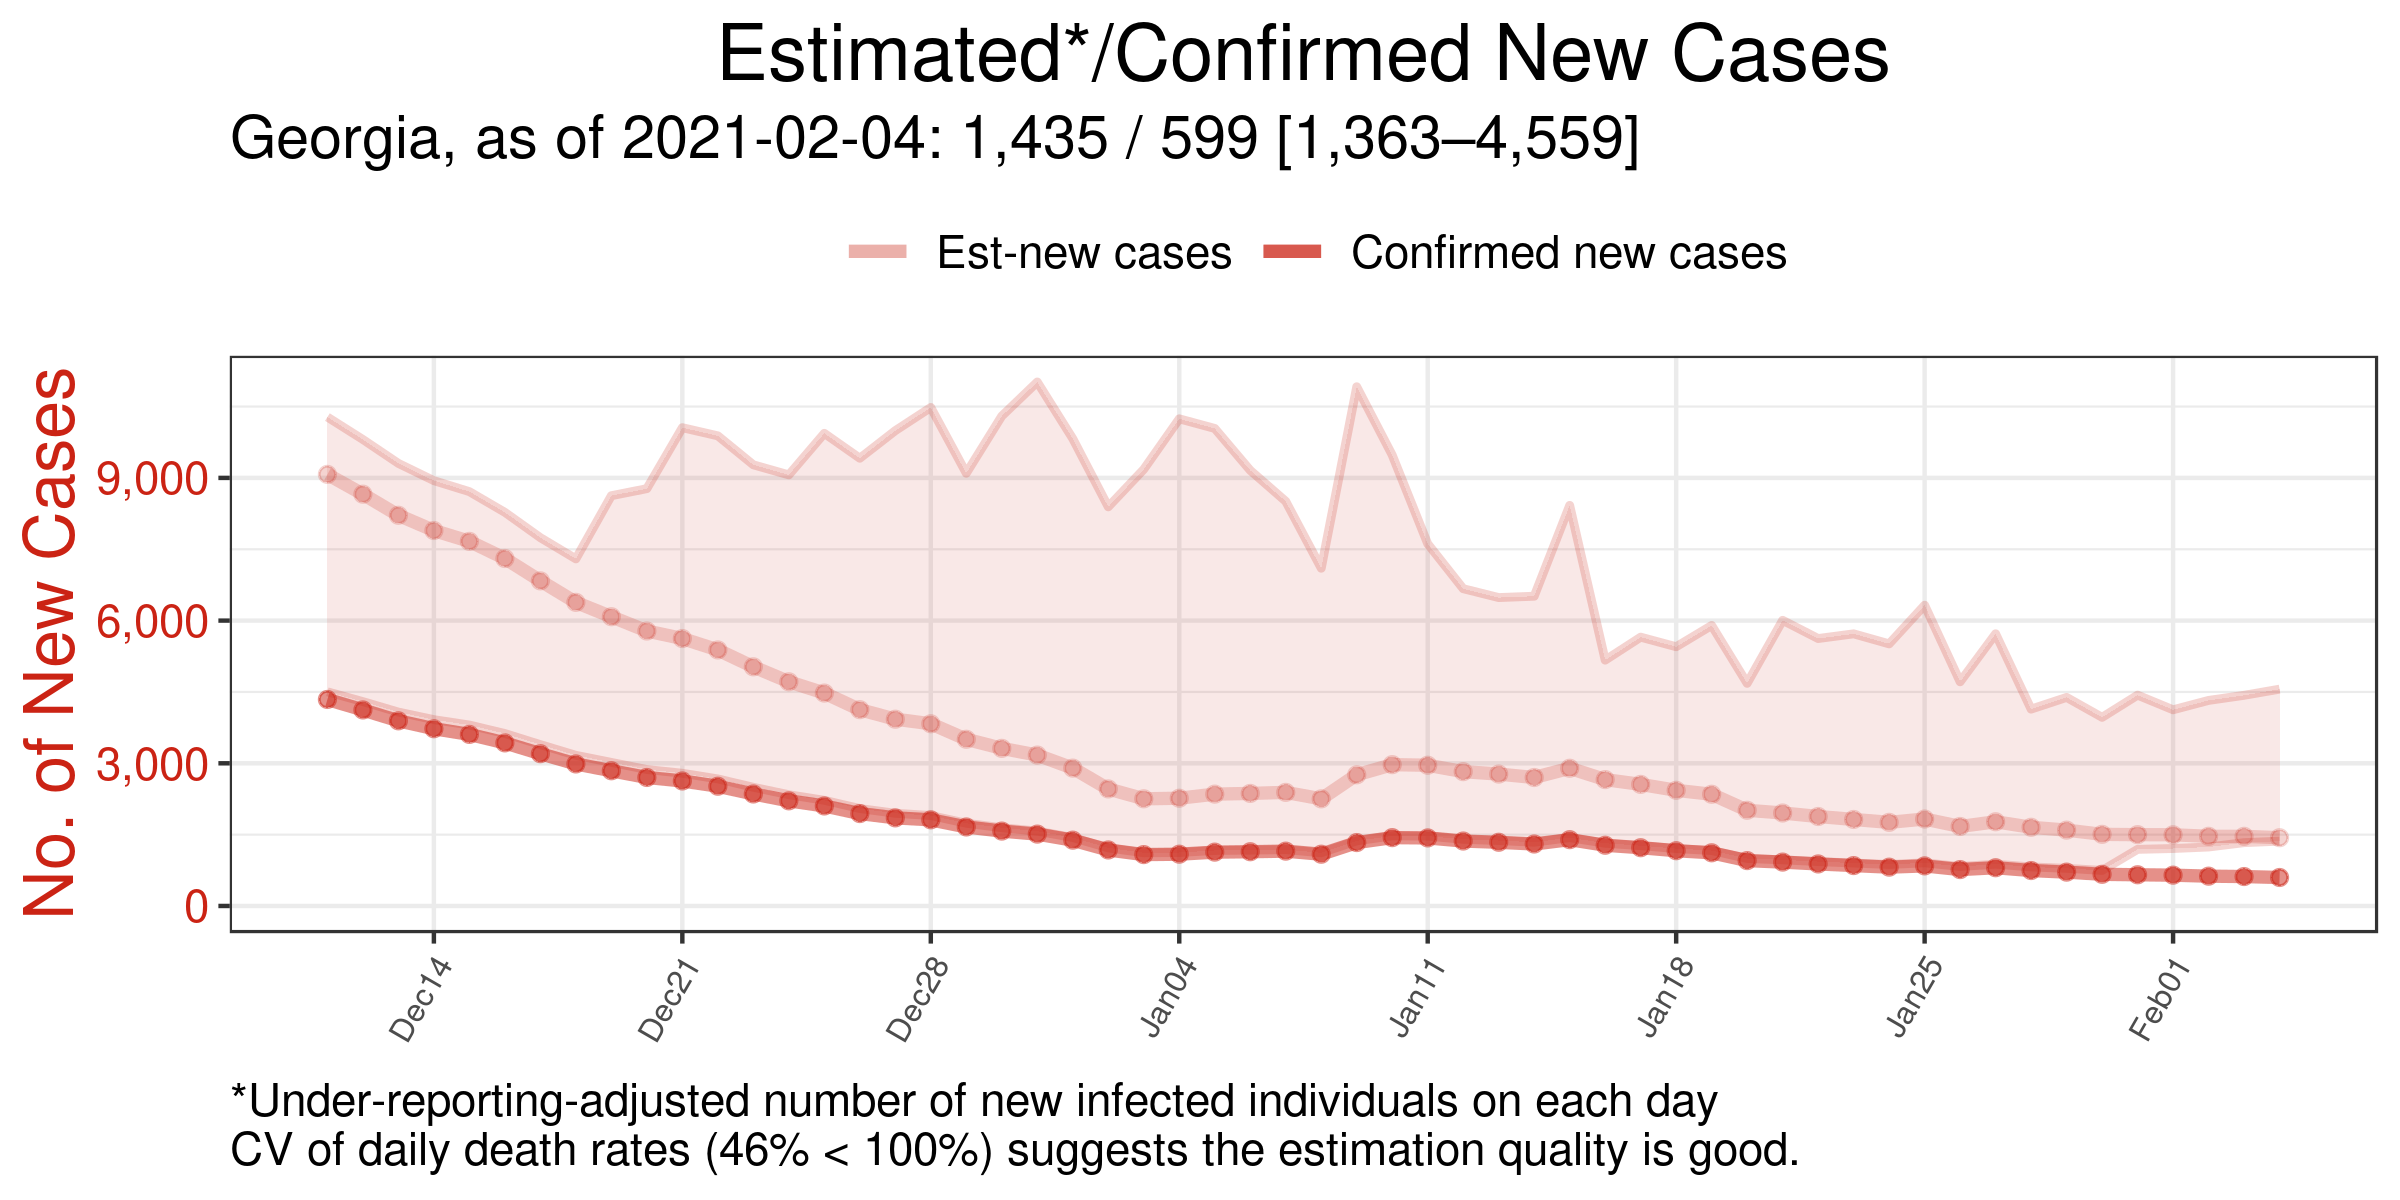 Estimated*/Confirmed New Cases
Georgia, as of 2021-02-04: 1,435 / 599 [1,363–4,559]
Est-new cases
Confirmed new cases
No. of New Cases
9,000
6,000
3,000
0
Dec14
Dec21
Dec28
Jan04
Jan11
Jan18
Jan25
Feb01
*Under-reporting-adjusted number of new infected individuals on each day
CV of daily death rates (46% < 100%) suggests the estimation quality is good.